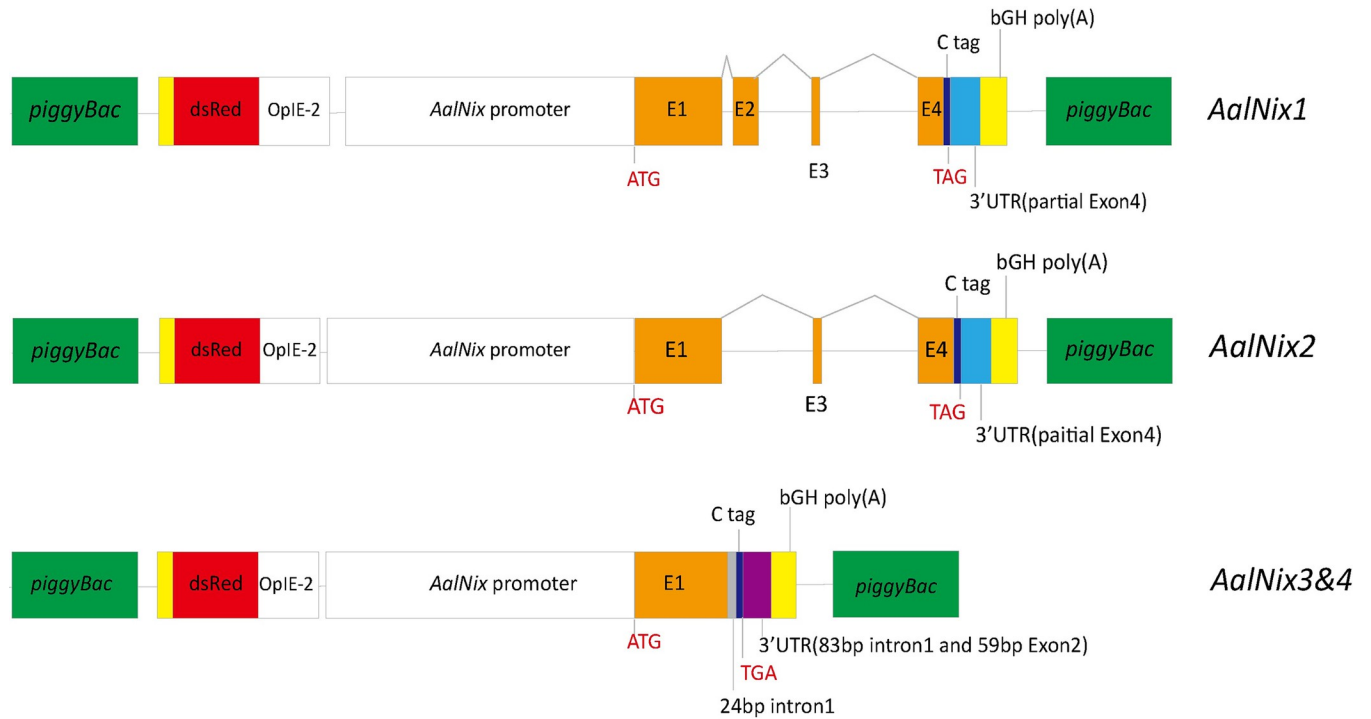 bGH poly(A)
C tag
piggyBac
dsRed
OpIE-2
AalNix promoter
E1
E2
E4
piggyBac
AalNix1
E3
ATG
TAG
3’UTR(partial Exon4)
bGH poly(A)
C tag
piggyBac
dsRed
OpIE-2
AalNix promoter
E1
E4
piggyBac
AalNix2
E3
ATG
TAG
3’UTR(paitial Exon4)
bGH poly(A)
C tag
piggyBac
dsRed
OpIE-2
AalNix promoter
E1
piggyBac
AalNix3&4
ATG
3’UTR(83bp intron1 and 59bp Exon2)
TGA
24bp intron1